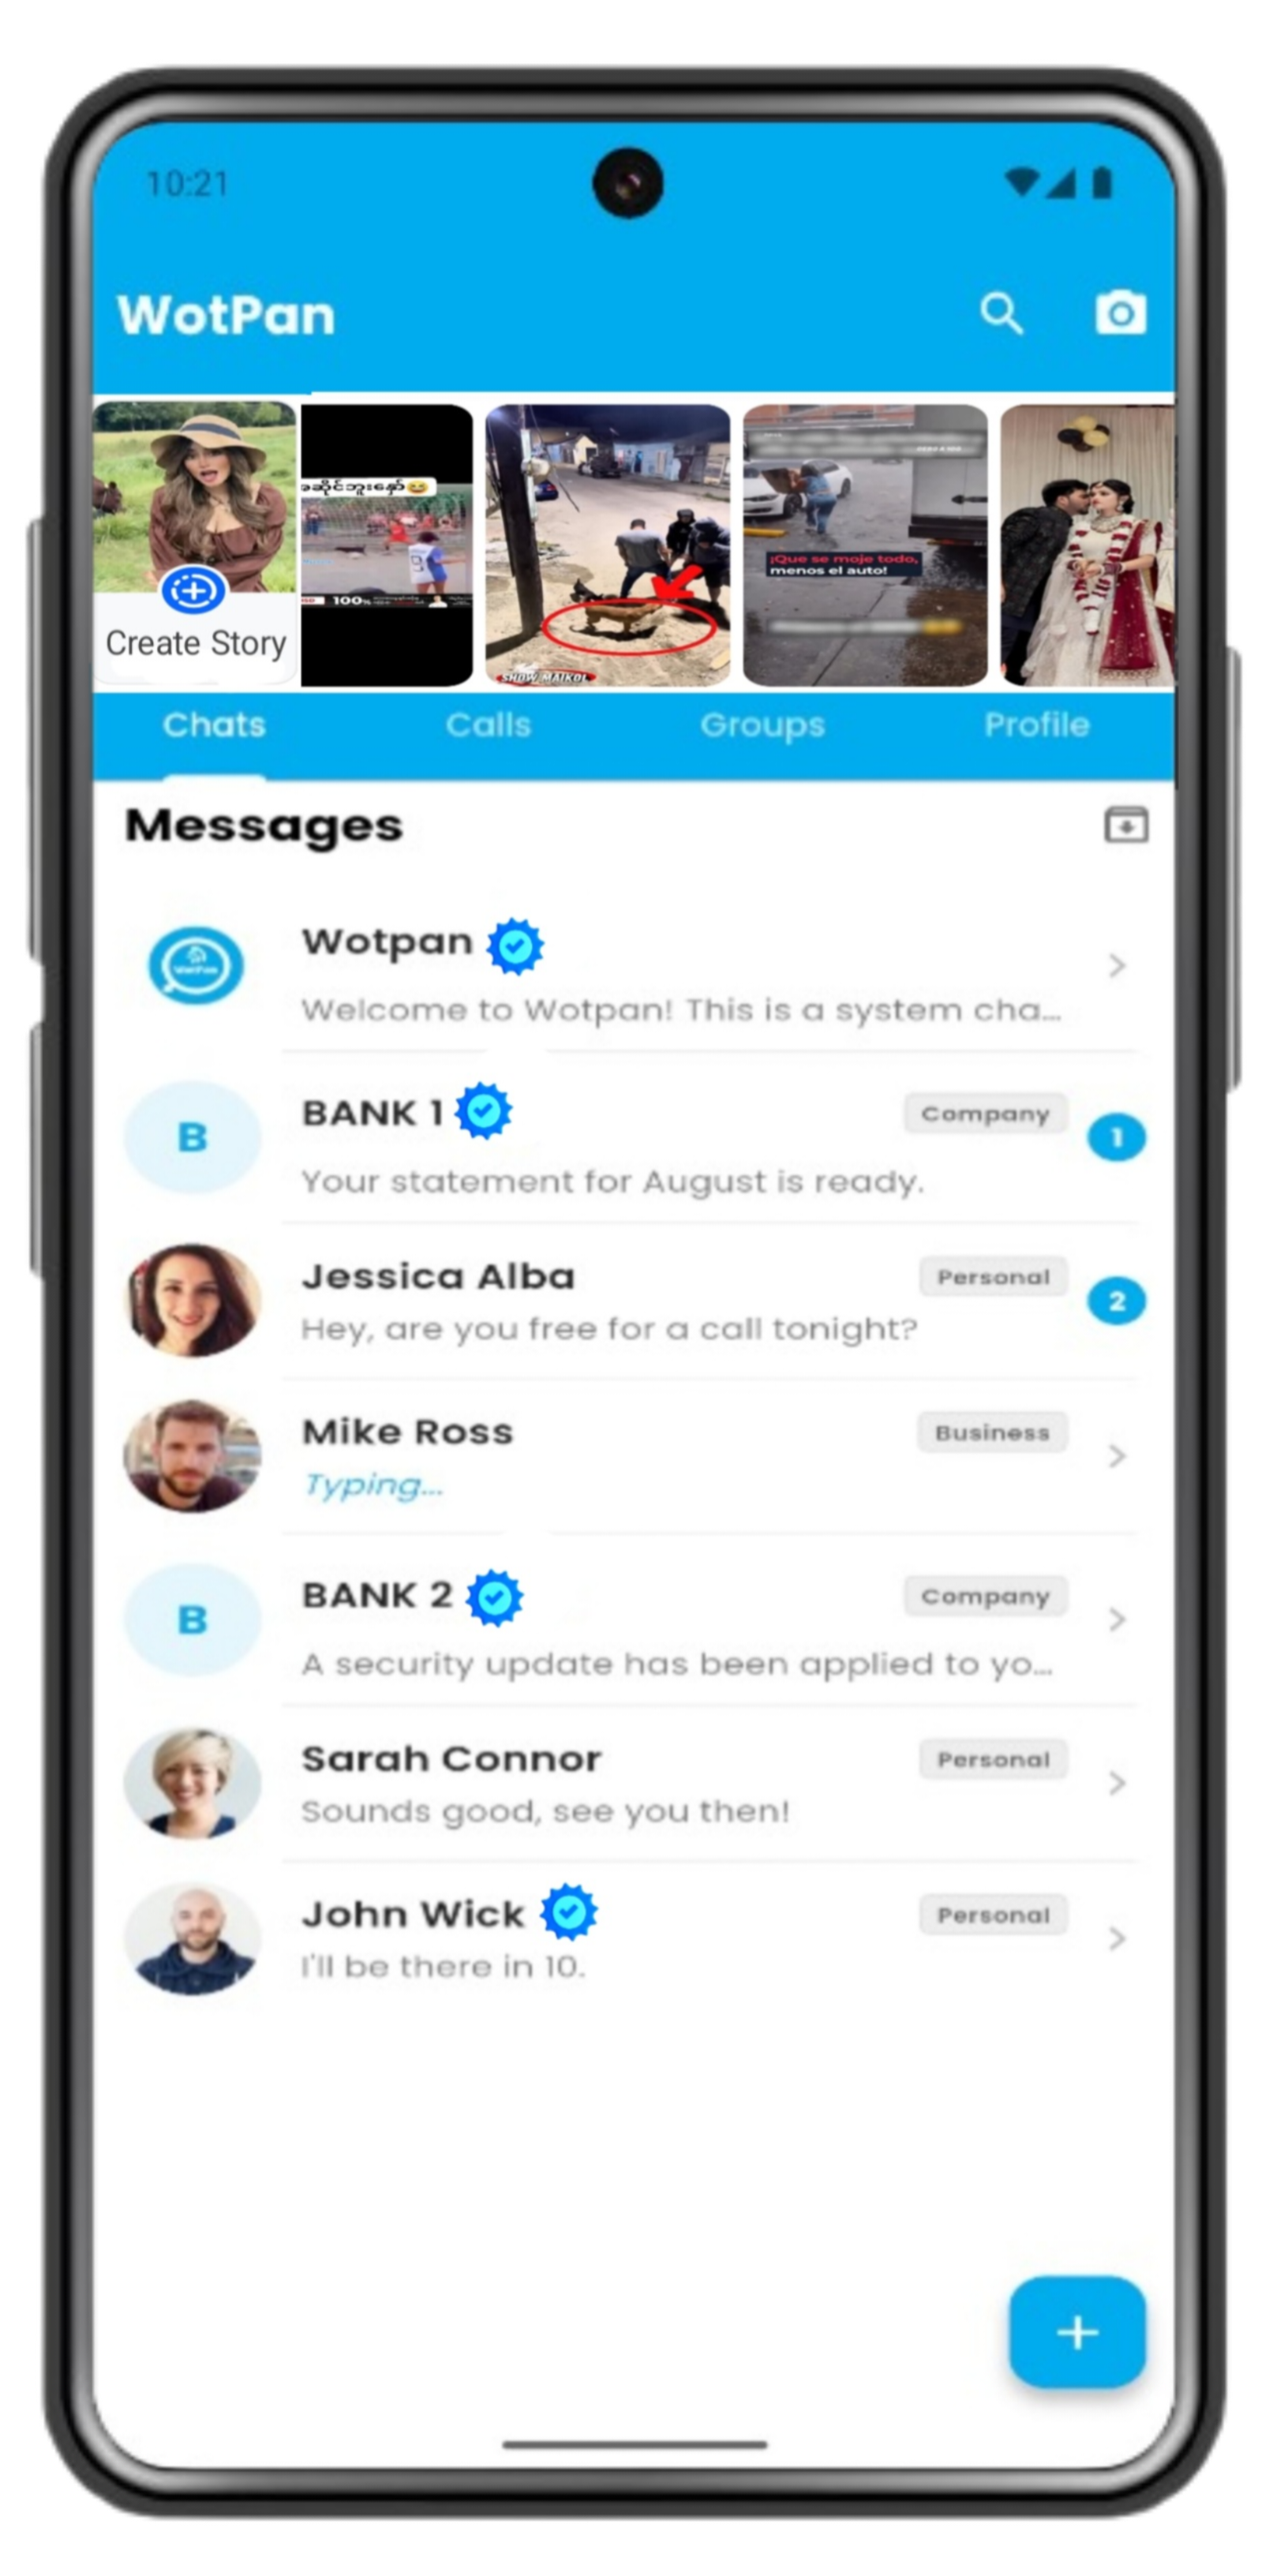 10:21
WotPan
အဆိုင်ဘူးနှော်😂
9
100%
SHOW MAIKOL
¡Que se moje todo,
menos el auto!
Create Story
Chats
Calls
Groups
Profile
Messages
Wotpan
WotPan
Welcome to Wotpan! This is a system cha...
B
BANK 1
Company
1
Your statement for August is ready.
Jessica Alba
Personal
2
Hey, are you free for a call tonight?
Mike Ross
Business
Typing...
B
BANK 2
Company
A security update has been applied to yo...
Sarah Connor
Personal
Sounds good, see you then!
John Wick
Personal
I'll be there in 10.